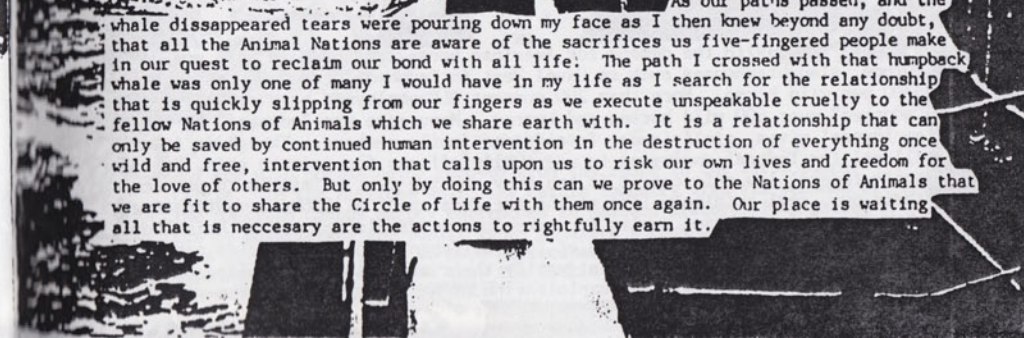 As our paths passed, and the
whale dissappeared tears were pouring down my face as I then knew beyond any doubt,
that all the Animal Nations are aware of the sacrifices us five-fingered people make
in our quest to reclaim our bond with all life. The path I crossed with that humpback
whale was only one of many I would have in my life as I search for the relationship
that is quickly slipping from our fingers as we execute unspeakable cruelty to the
fellow Nations of Animals which we share earth with. It is a relationship that can
only be saved by continued human intervention in the destruction of everything once
wild and free, intervention that calls upon us to risk our own lives and freedom for
the love of others. But only by doing this can we prove to the Nations of Animals that
we are fit to share the Circle of Life with them once again. Our place is waiting
all that is neccesary are the actions to rightfully earn it.